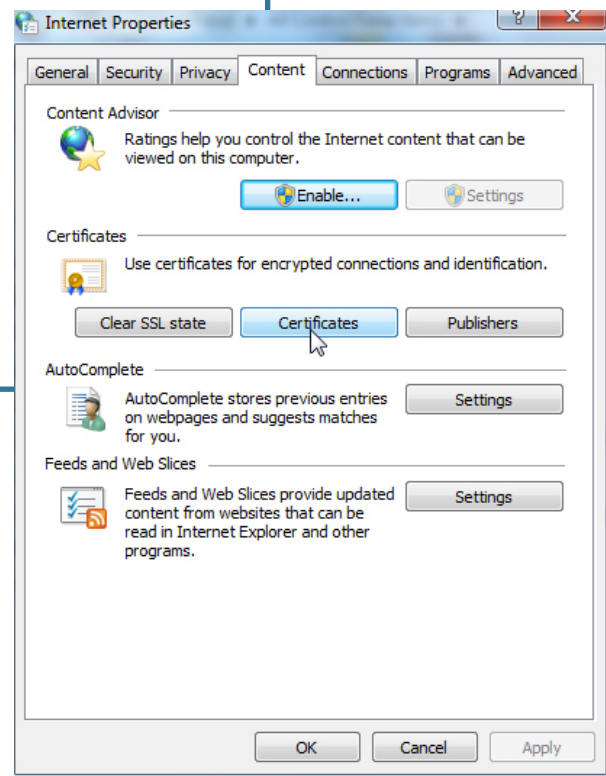 Internet Properties
General Security Privacy Content Connections Programs Advanced
Content Advisor
Ratings help you control the Internet content that can be
viewed on this computer.
Enable... Settings
Certificates
Use certificates for encrypted connections and identification.
Clear SSL state Certificates Publishers
AutoComplete
AutoComplete stores previous entries
on webpages and suggests matches
for you.
Settings
Feeds and Web Slices
Feeds and Web Slices provide updated
content from websites that can be
read in Internet Explorer and other
programs.
Settings
OK Cancel Apply